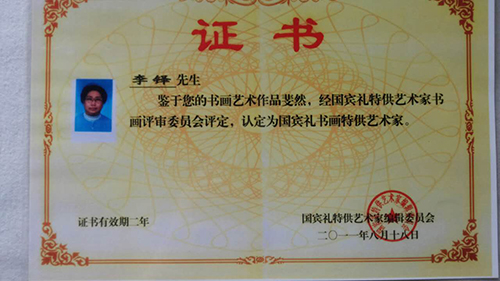 证书
李铎先生
鉴于您的书画艺术作品斐然，经国宾礼特供艺术家书
画评审委员会评定，认定为国宾礼书画特供艺术家。
证书有效期二年
国宾礼特供艺术家编辑委员会
二〇一一年八月十八日